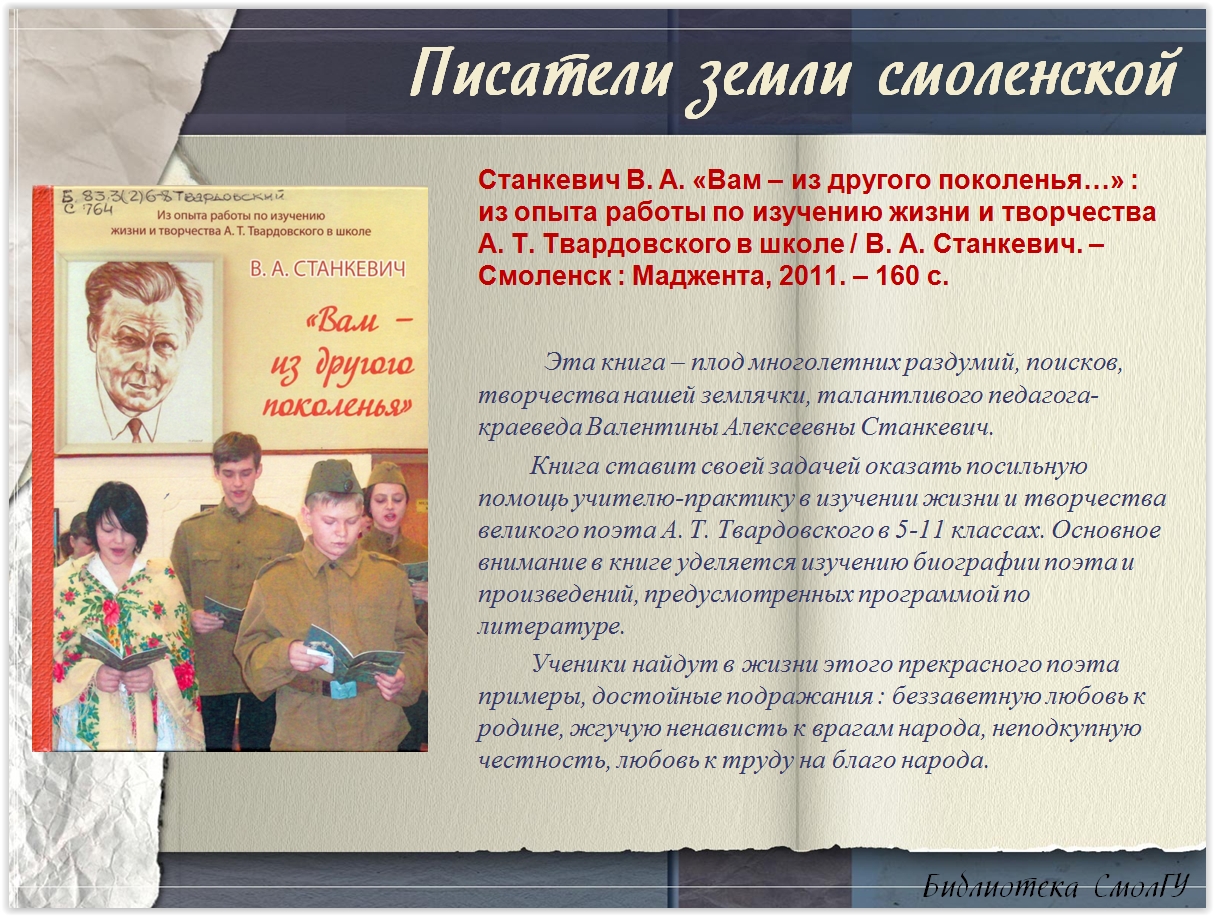 Писатели земли смоленской
Б 83.3(2)6-8 Твардовский
С 764
Из опыта работы по изучению
жизни и творчества А. Т. Твардовского в школе
В. А. СТАНКЕВИЧ
«Вам –
из другого
поколенья»
Станкевич В. А. «Вам – из другого поколенья…» :
из опыта работы по изучению жизни и творчества
А. Т. Твардовского в школе / В. А. Станкевич. –
Смоленск : Маджента, 2011. – 160 с.
Эта книга – плод многолетних раздумий, поисков,
творчества нашей землячки, талантливого педагога-
краеведа Валентины Алексеевны Станкевич.
Книга ставит своей задачей оказать посильную
помощь учителю-практику в изучении жизни и творчества
великого поэта А. Т. Твардовского в 5-11 классах. Основное
внимание в книге уделяется изучению биографии поэта и
произведений, предусмотренных программой по
литературе.
Ученики найдут в жизни этого прекрасного поэта
примеры, достойные подражания : беззаветную любовь к
родине, жгучую ненависть к врагам народа, неподкупную
честность, любовь к труду на благо народа.
Библиотека СмолГУ